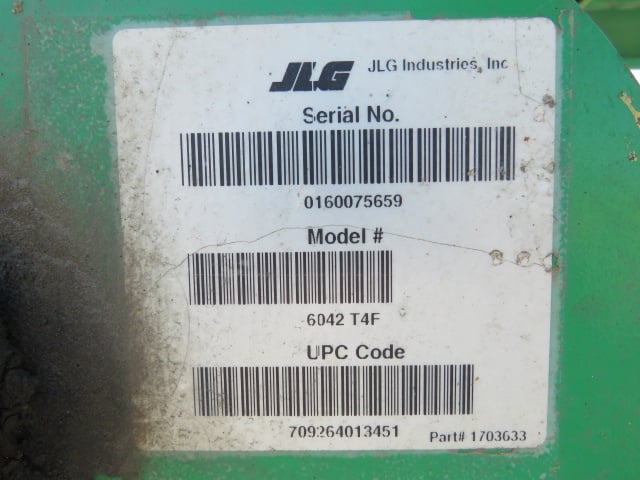 JLG JLG Industries, Inc
Serial No.
0160075659
Model #
6042 T4F
UPC Code
709264013451 Part# 1703633